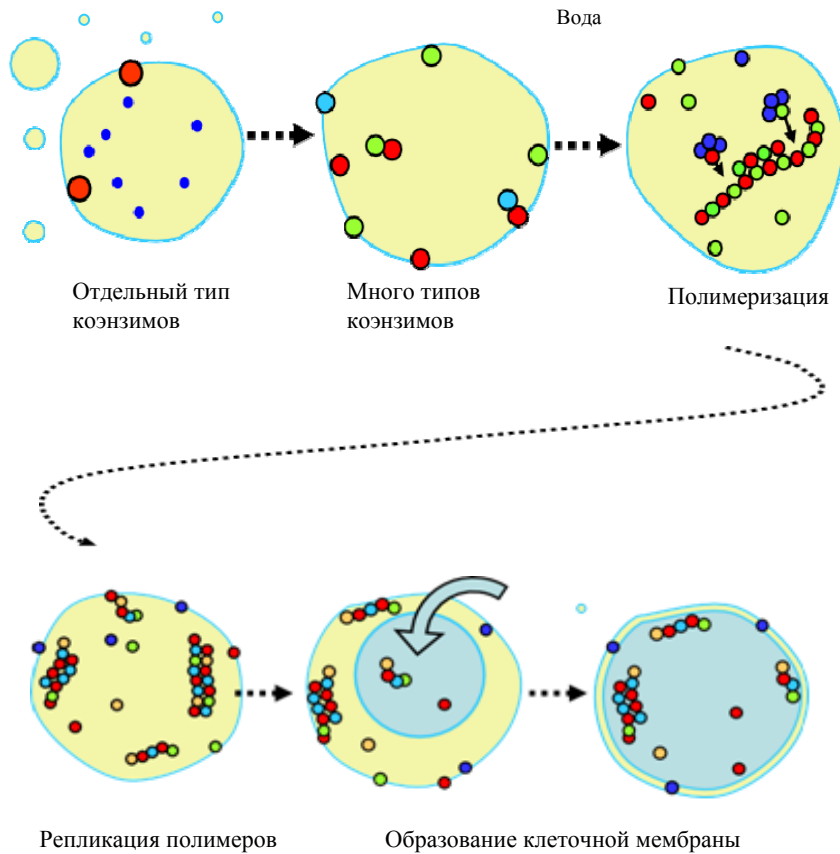 Вода
Отдельный тип
коэнзимов
Много типов
коэнзимов
Полимеризация
Репликация полимеров
Образование клеточной мембраны